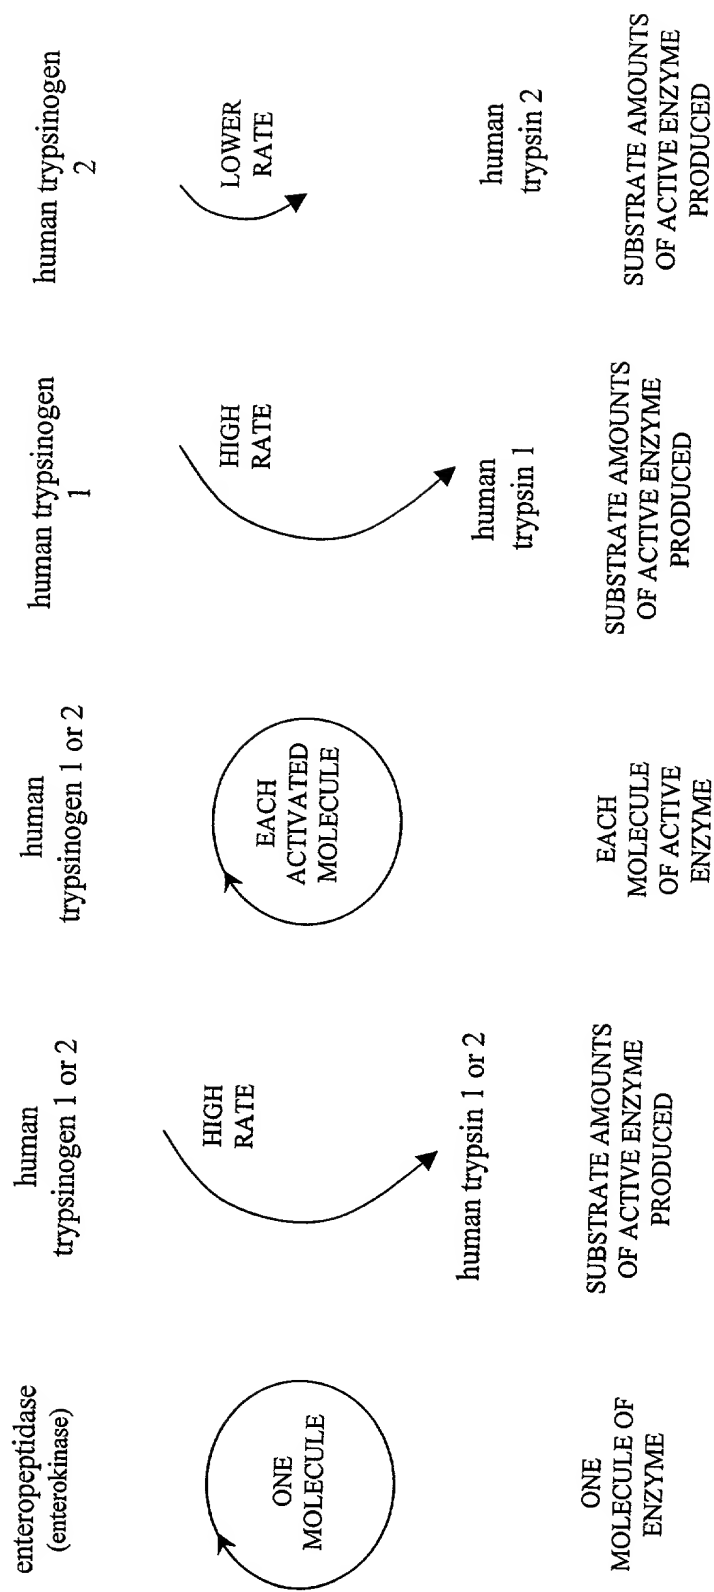 enteropeptidase
(enterokinase)
ONE
MOLECULE
ONE
MOLECULE OF
ENZYME
human
trypsinogen 1 or 2
HIGH
RATE
human trypsin 1 or 2
SUBSTRATE AMOUNTS
OF ACTIVE ENZYME
PRODUCED
human
trypsinogen 1 or 2
EACH
ACTIVATED
MOLECULE
EACH
MOLECULE
OF ACTIVE
ENZYME
human trypsinogen
1
HIGH
RATE
human
trypsin 1
SUBSTRATE AMOUNTS
OF ACTIVE ENZYME
PRODUCED
human trypsinogen
2
LOWER
RATE
human
trypsin 2
SUBSTRATE AMOUNTS
OF ACTIVE ENZYME
PRODUCED